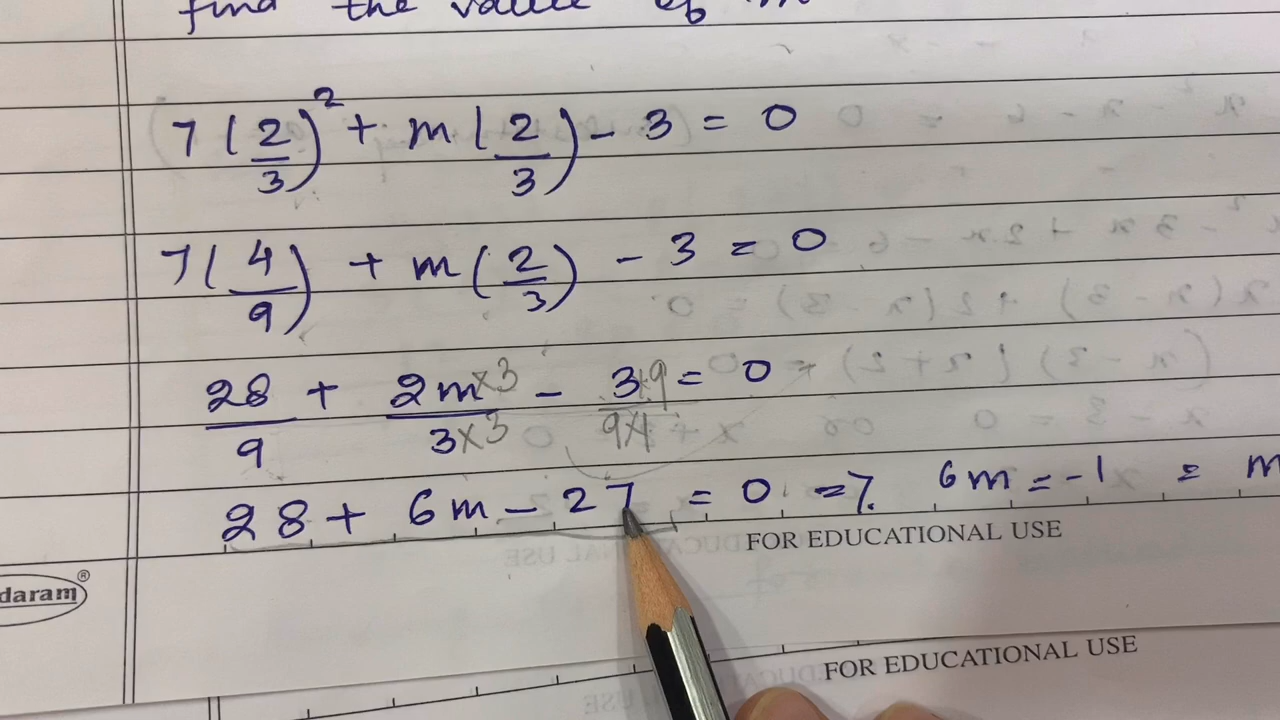 find the value of m
7(2/3)² + m(2/3) - 3 = 0
7(4/9) + m(2/3) - 3 = 0
28/9 + 2m×3/3×3 - 3×9/9×1 = 0
28 + 6m - 27 = 0 => 6m = -1 = m
FOR EDUCATIONAL USE
daram®
FOR EDUCATIONAL USE